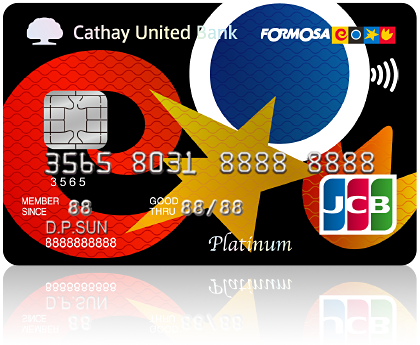 Cathay United Bank
FORMOSA
3565 8031 8888 8888
3565
MEMBER SINCE 88 GOOD THRU 88/88
D.P.SUN
8888888888
Platinum
JCB